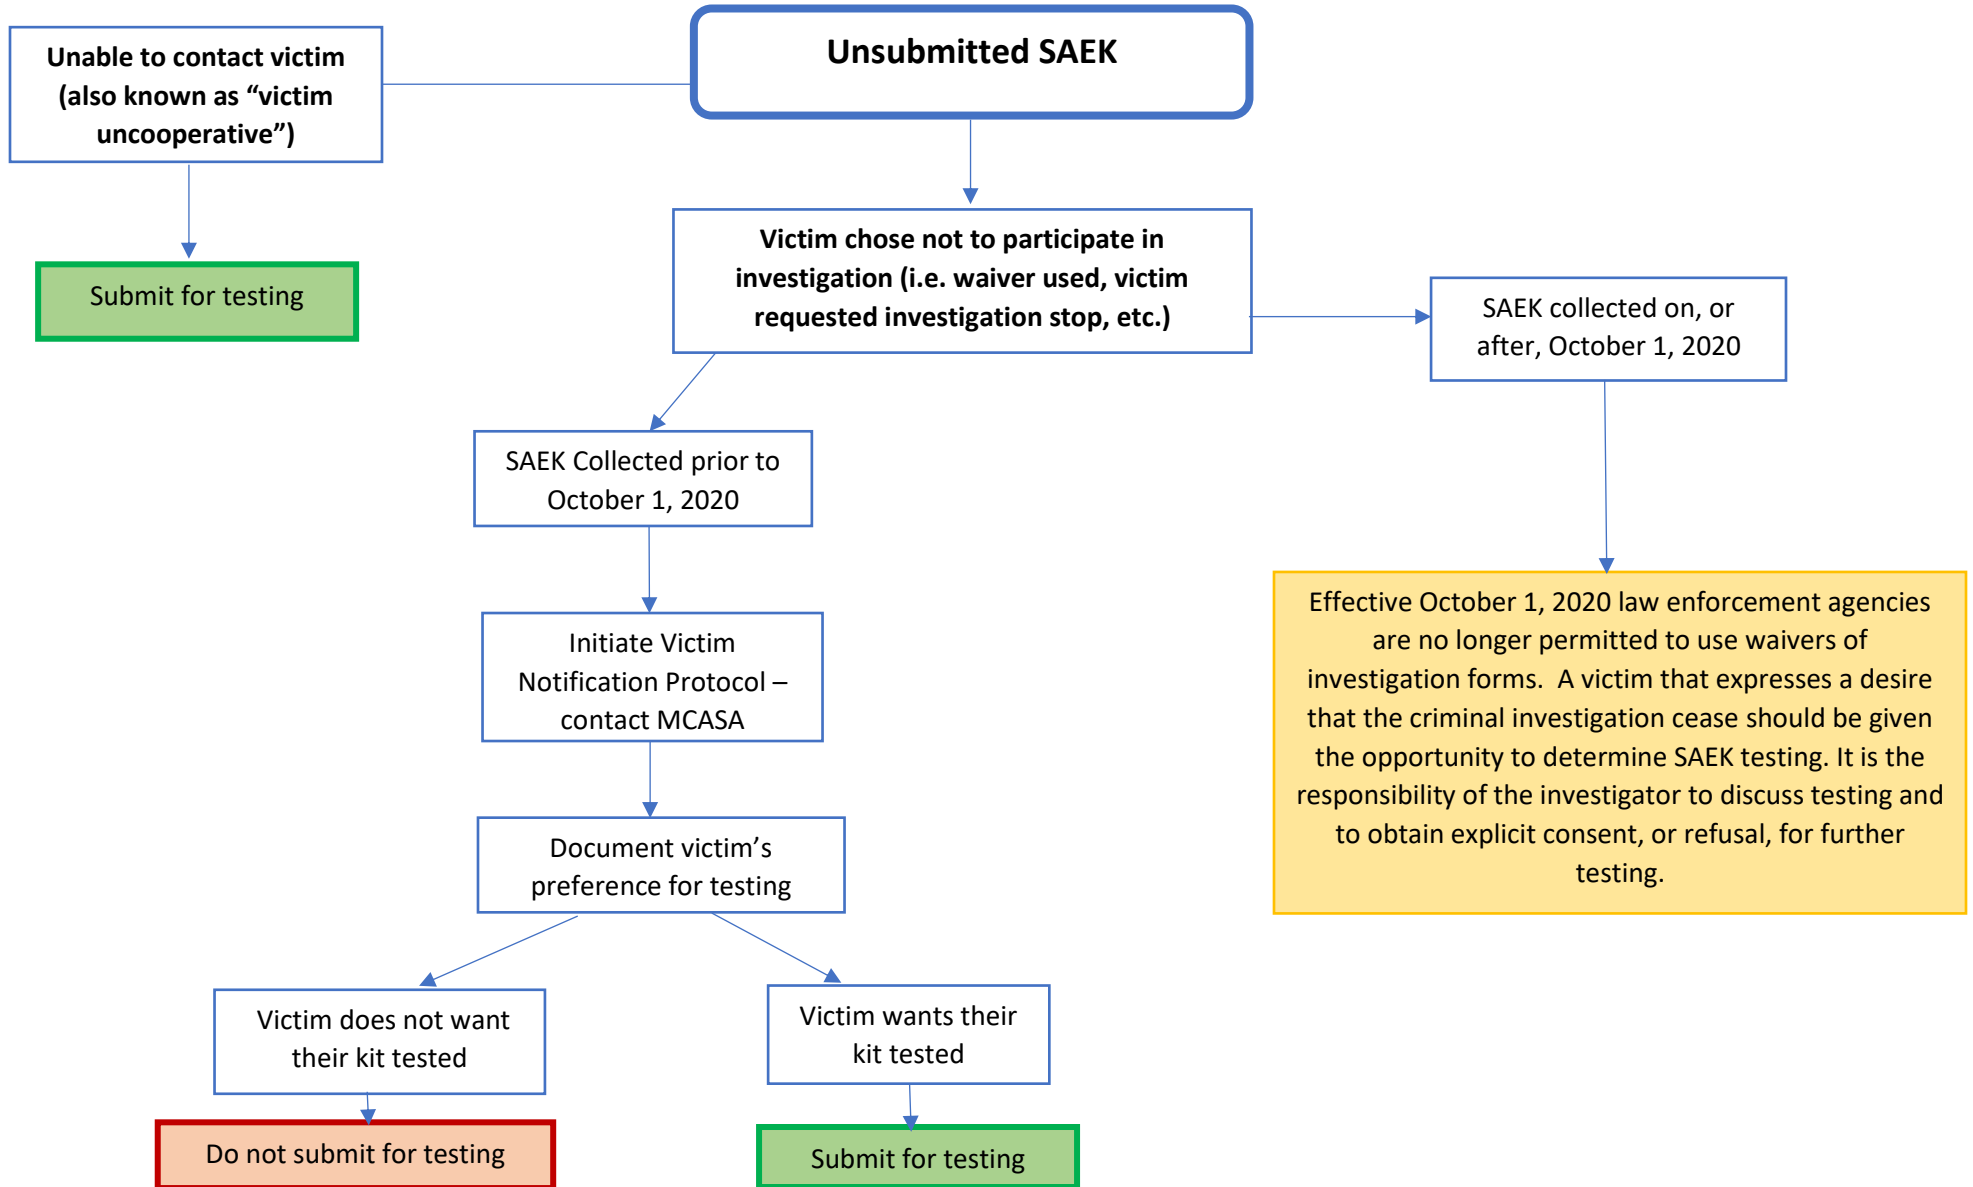 Unsubmitted SAEK
Unable to contact victim
(also known as “victim
uncooperative”)
Submit for testing
Victim chose not to participate in
investigation (i.e. waiver used, victim
requested investigation stop, etc.)
SAEK collected on, or
after, October 1, 2020
SAEK Collected prior to
October 1, 2020
Effective October 1, 2020 law enforcement agencies
are no longer permitted to use waivers of
investigation forms.  A victim that expresses a desire
that the criminal investigation cease should be given
the opportunity to determine SAEK testing. It is the
responsibility of the investigator to discuss testing and
to obtain explicit consent, or refusal, for further
testing.
Initiate Victim
Notification Protocol –
contact MCASA
Document victim’s
preference for testing
Victim does not want
their kit tested
Victim wants their
kit tested
Do not submit for testing
Submit for testing